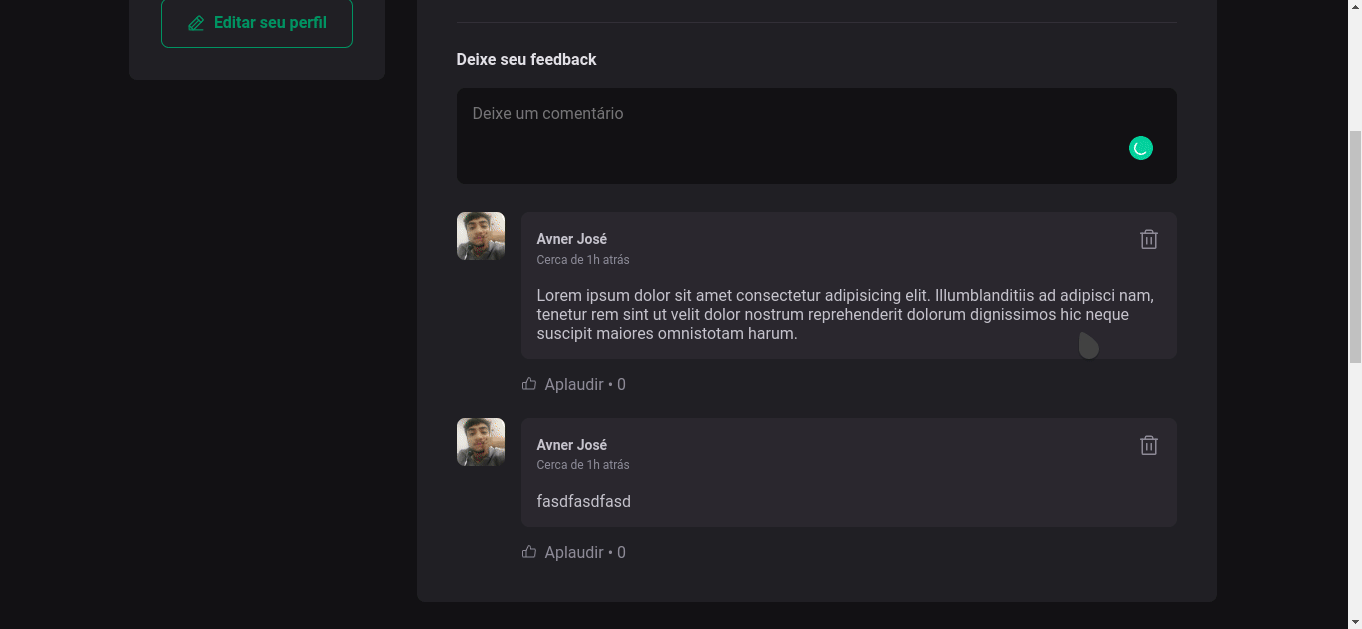 Editar seu perfil
Deixe seu feedback
Deixe um comentário
Avner José
Cerca de 1h atrás
Lorem ipsum dolor sit amet consectetur adipisicing elit. Illumblanditiis ad adipisci nam,
tenetur rem sint ut velit dolor nostrum reprehenderit dolorum dignissimos hic neque
suscipit maiores omnistotam harum.
Aplaudir • 0
Avner José
Cerca de 1h atrás
fasdfasdfasd
Aplaudir • 0